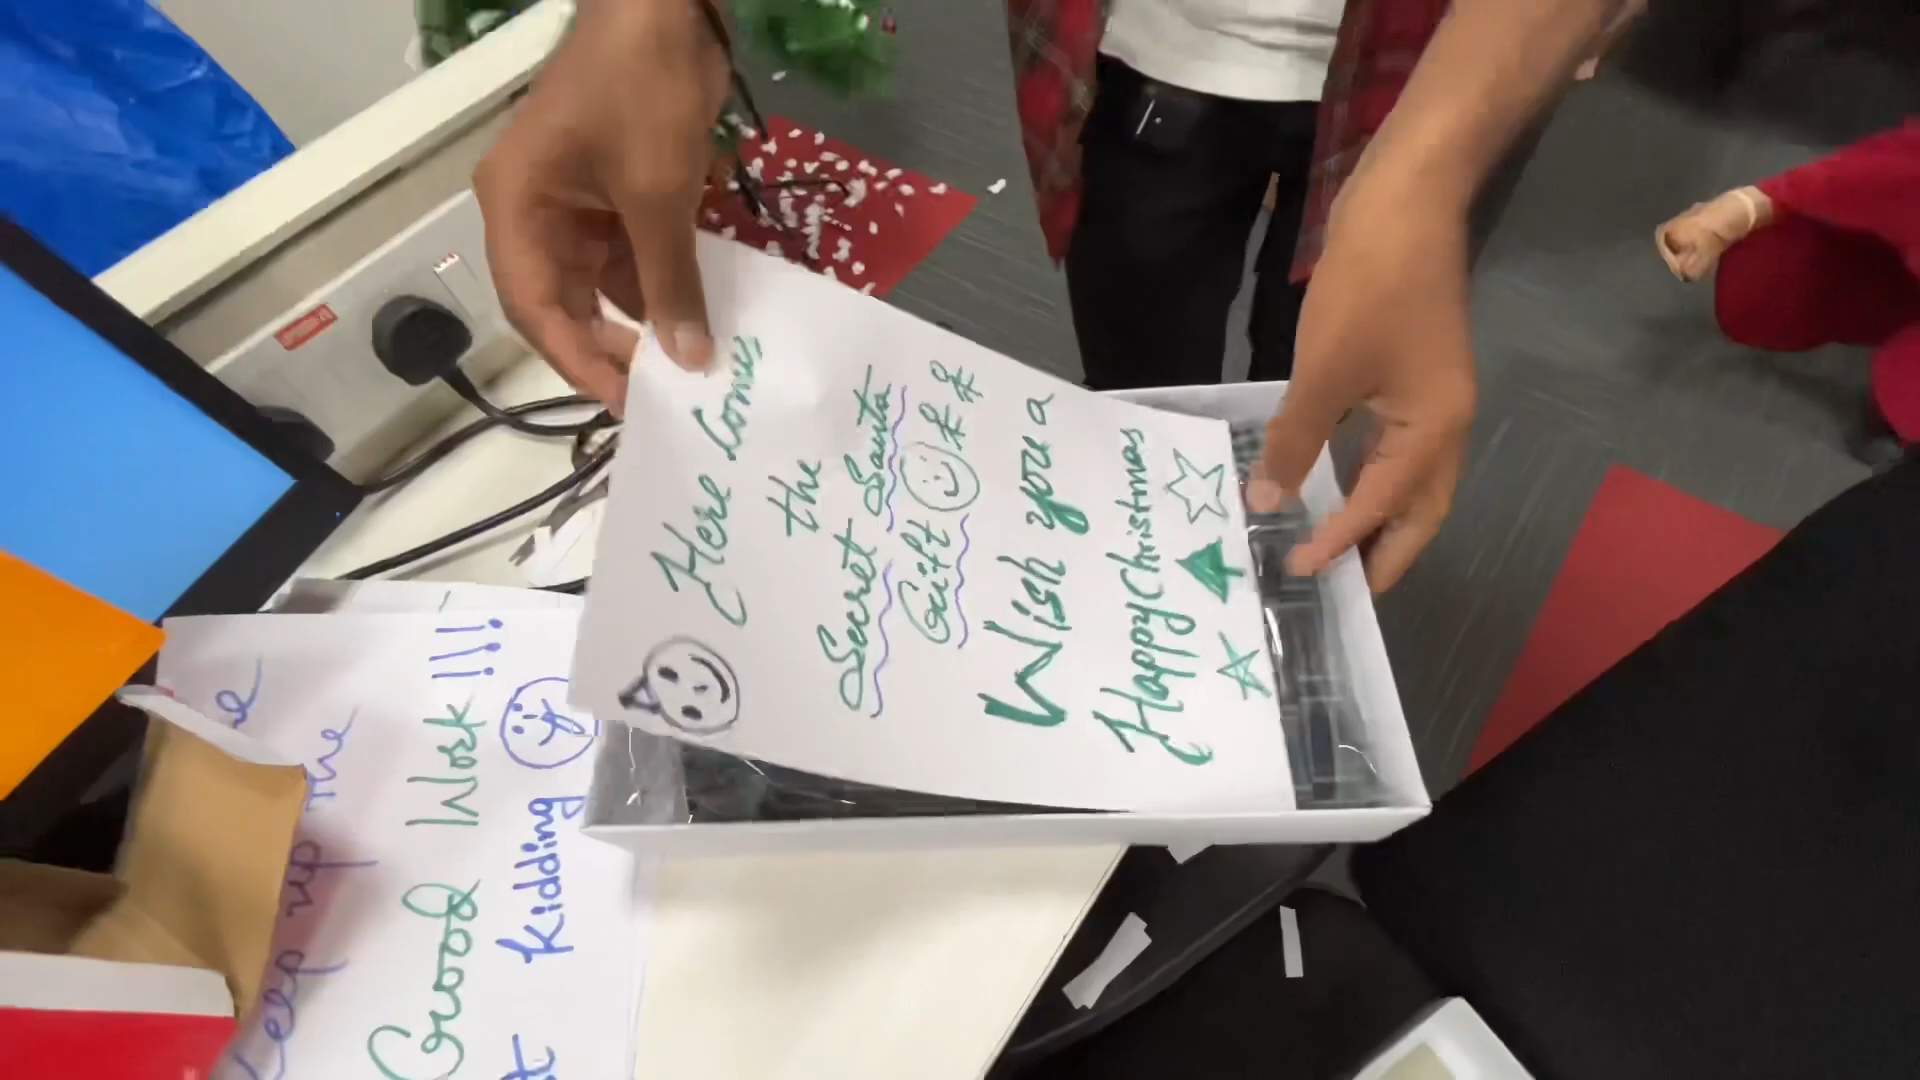 Here Comes
the
Secret Santa
Gift
Wish you a
Happy Christmas
keep up the
Good Work !!!
kidding